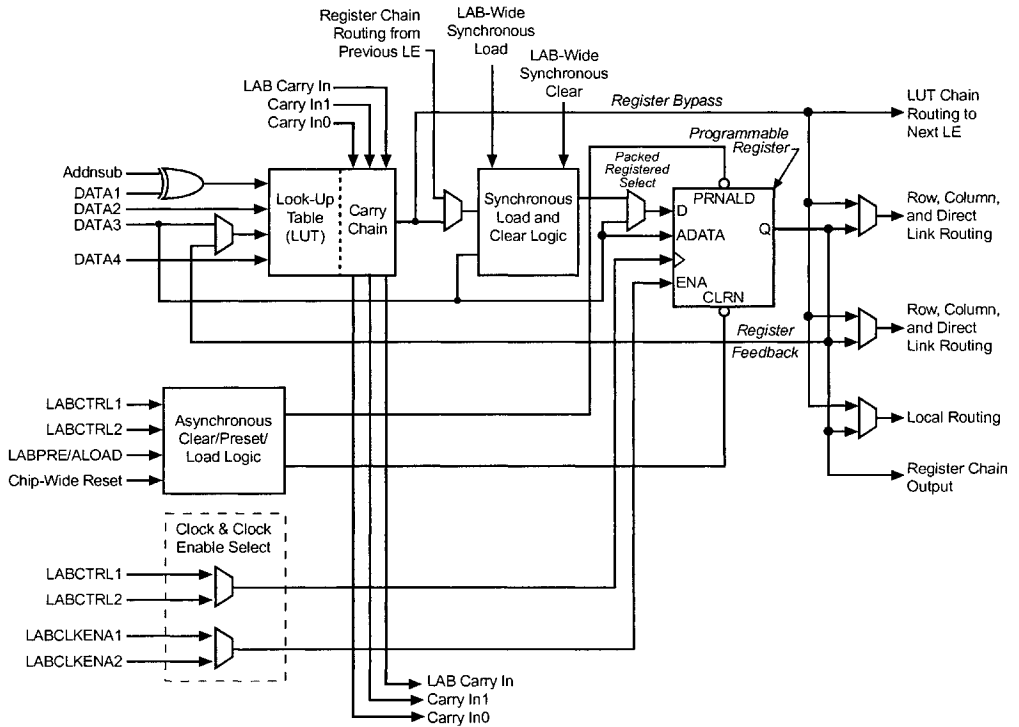 Register Chain
Routing from
Previous LE
LAB-Wide
Synchronous
Load
LAB-Wide
Synchronous
Clear
LAB Carry In
Carry In1
Carry In0
Register Bypass
LUT Chain
Routing to
Next LE
Programmable
Register
Packed
Registered
Select
Addnsub
DATA1
DATA2
DATA3
DATA4
Look-Up
Table
(LUT)
Carry
Chain
Synchronous
Load and
Clear Logic
PRNALD
D
Q
ADATA
ENA
CLRN
Row, Column,
and Direct
Link Routing
Register
Feedback
Row, Column,
and Direct
Link Routing
LABCTRL1
LABCTRL2
LABPRE/ALOAD
Chip-Wide Reset
Asynchronous
Clear/Preset/
Load Logic
Local Routing
Register Chain
Output
Clock & Clock
Enable Select
LABCTRL1
LABCTRL2
LABCLKENA1
LABCLKENA2
LAB Carry In
Carry In1
Carry In0